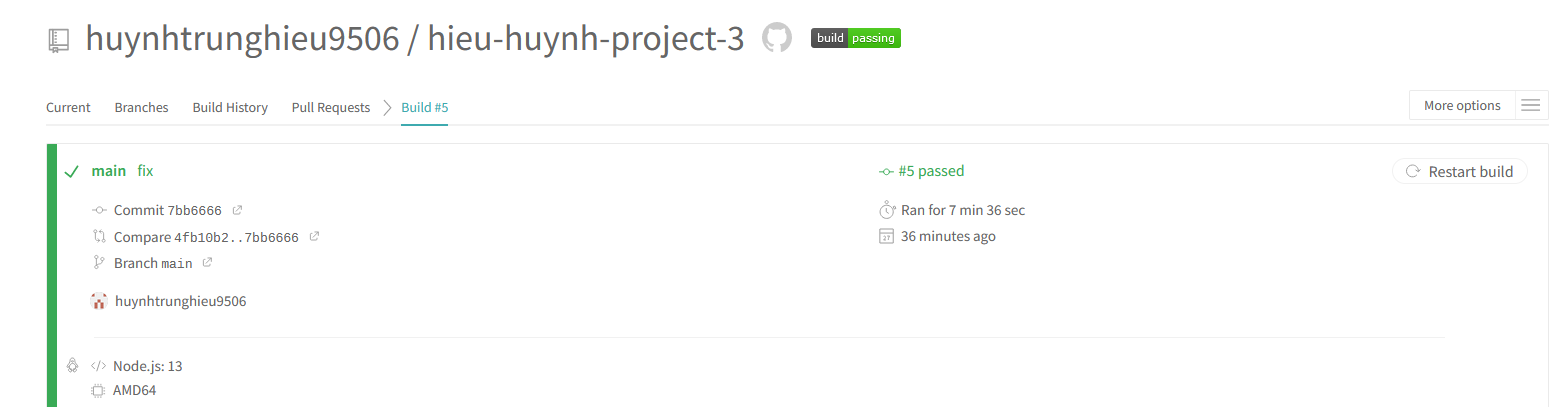 huynhtrunghieu9506 / hieu-huynh-project-3 build passing
Current Branches Build History Pull Requests Build #5 More options
main fix #5 passed Restart build
Commit 7bb6666 Ran for 7 min 36 sec
Compare 4fb10b2..7bb6666 36 minutes ago
Branch main
huynhtrunghieu9506
Node.js: 13
AMD64